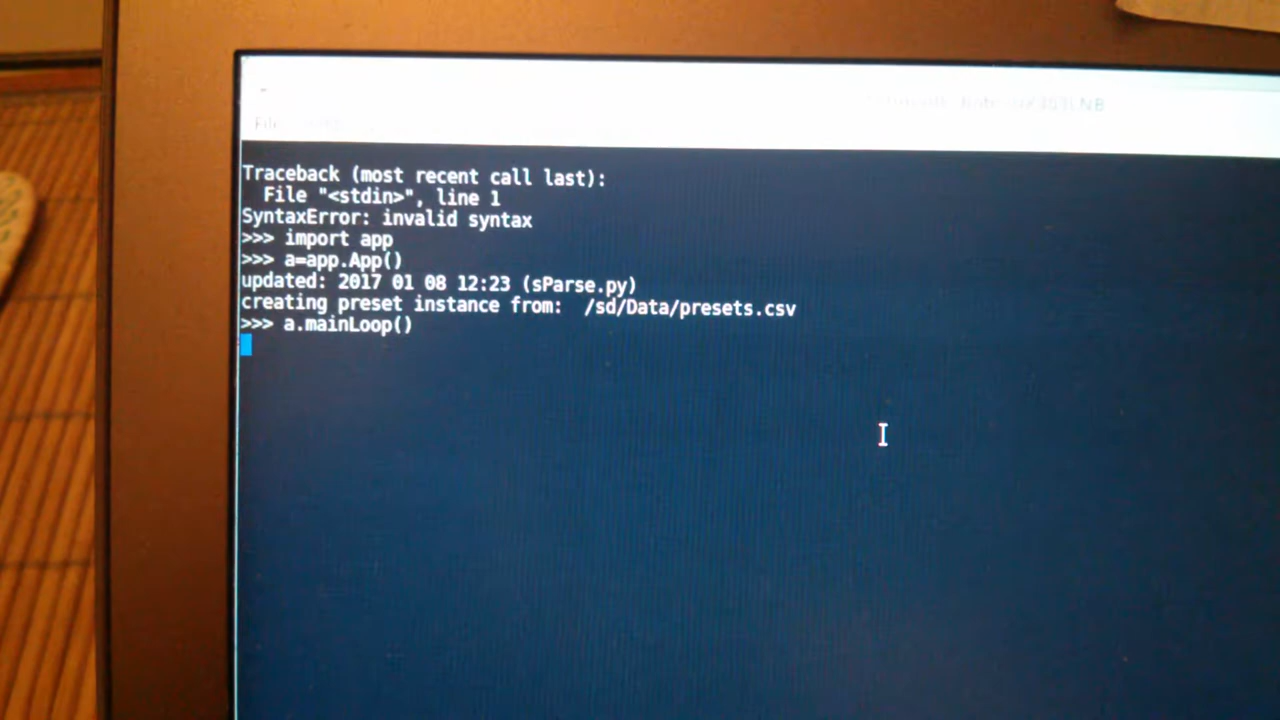 File
Traceback (most recent call last):
  File "<stdin>", line 1
SyntaxError: invalid syntax
>>> import app
>>> a=app.App()
updated: 2017 01 08 12:23 (sParse.py)
creating preset instance from:  /sd/Data/presets.csv
>>> a.mainLoop()